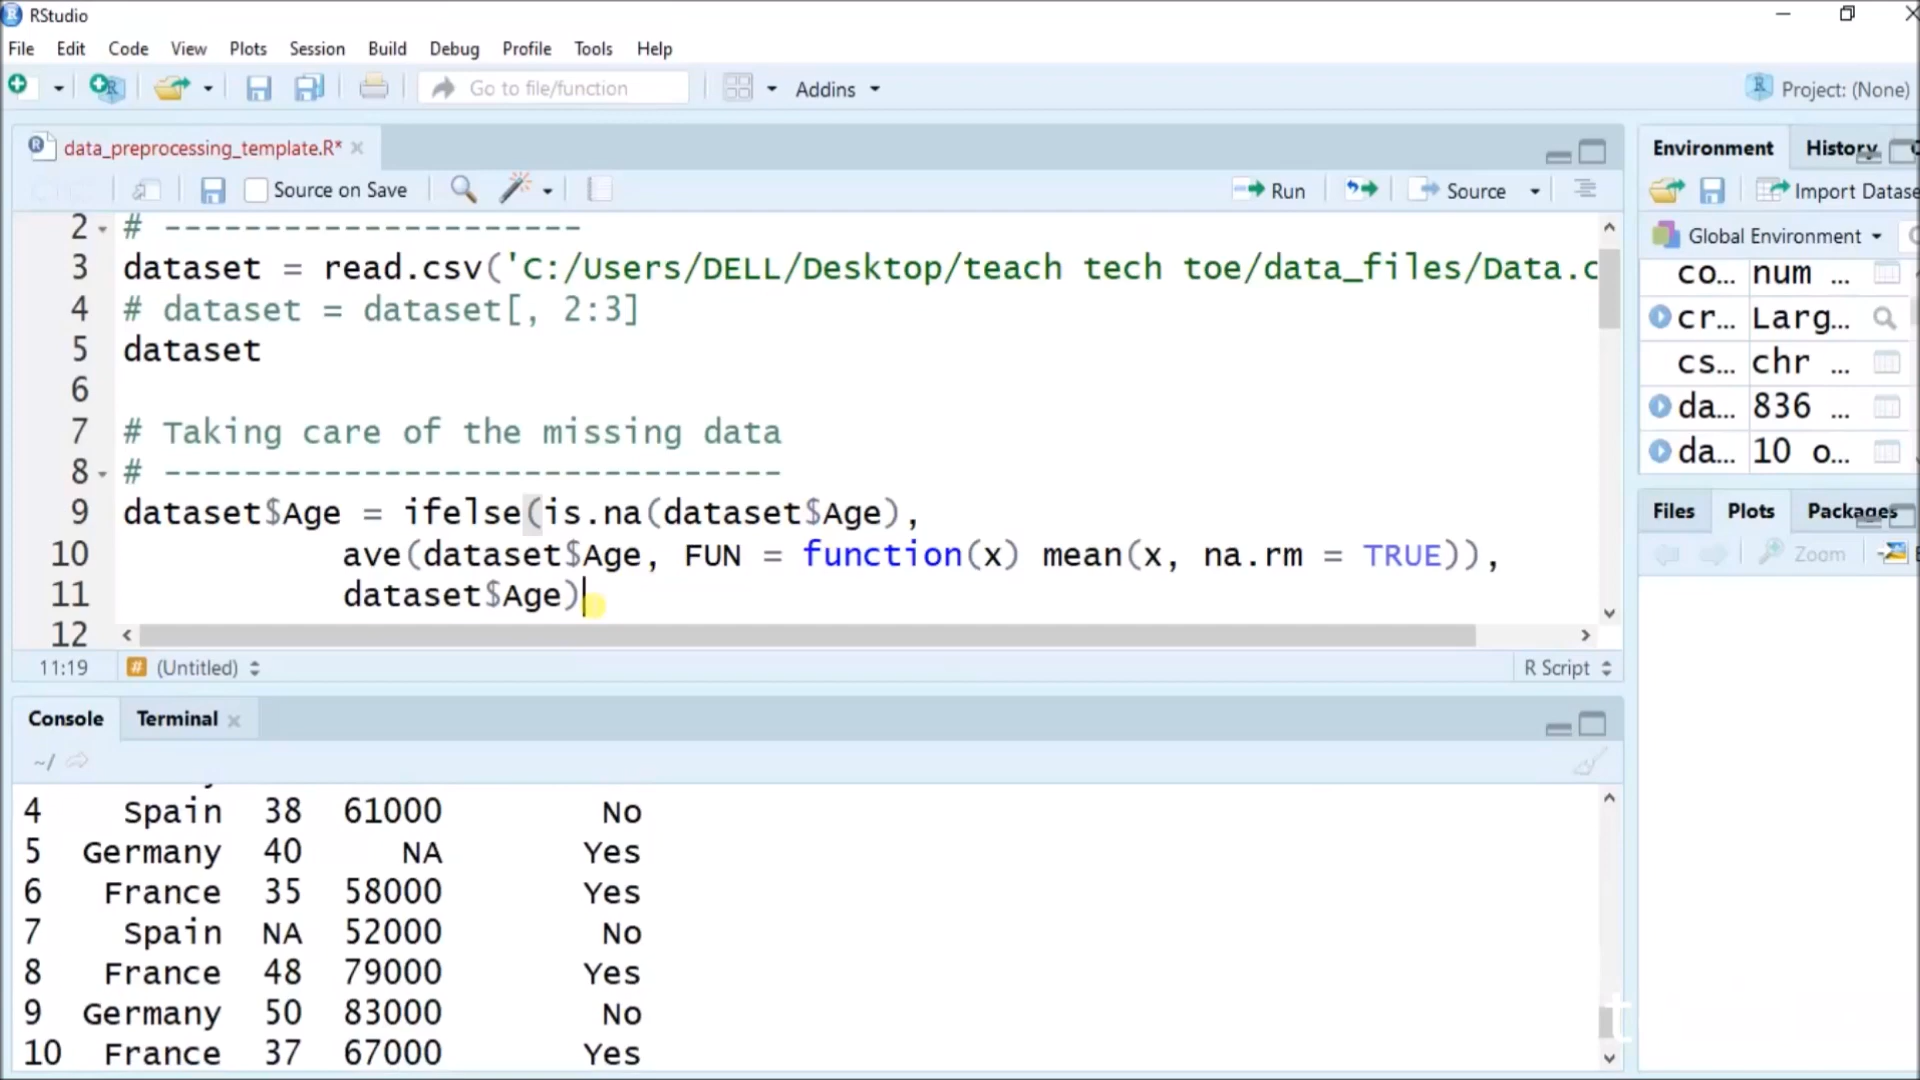 RStudio
File Edit Code View Plots Session Build Debug Profile Tools Help
Go to file/function Addins Project: (None)
data_preprocessing_template.R*
Source on Save Run Source
2 # ---------------------
3 dataset = read.csv('C:/Users/DELL/Desktop/teach tech toe/data_files/Data.c
4 # dataset = dataset[, 2:3]
5 dataset
6
7 # Taking care of the missing data
8 # -------------------------------
9 dataset$Age = ifelse(is.na(dataset$Age),
10 ave(dataset$Age, FUN = function(x) mean(x, na.rm = TRUE)),
11 dataset$Age)
12
11:19 # (Untitled) R Script
Console Terminal
~/
4 Spain 38 61000 No
5 Germany 40 NA Yes
6 France 35 58000 Yes
7 Spain NA 52000 No
8 France 48 79000 Yes
9 Germany 50 83000 No
10 France 37 67000 Yes
Environment History
Import Datase
Global Environment
co... num ...
cr... Larg...
cs... chr ...
da... 836 ...
da... 10 o...
Files Plots Packages
Zoom
t